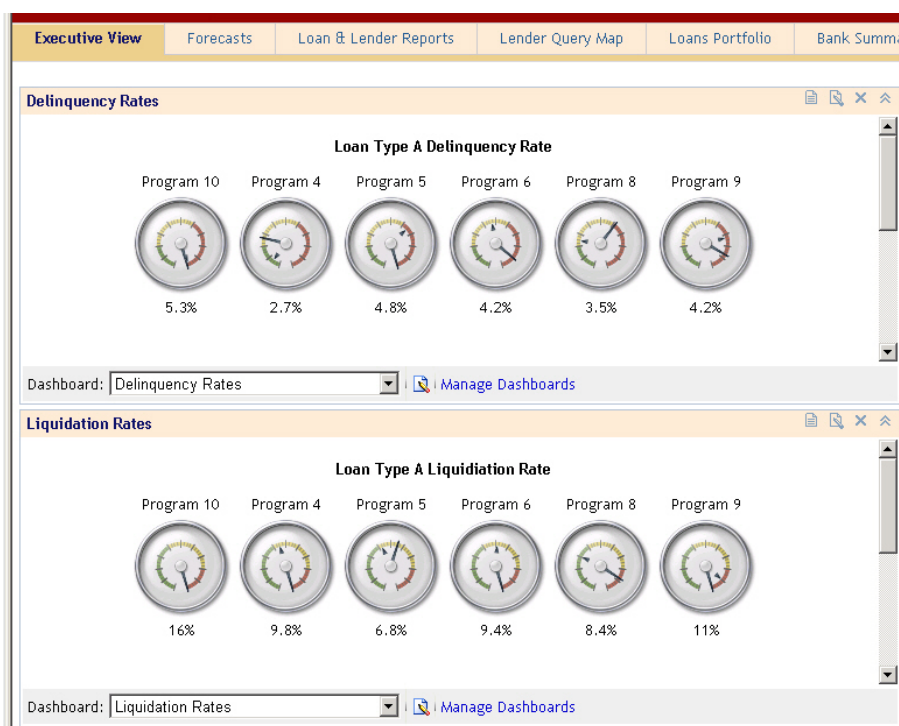 Executive View Forecasts Loan & Lender Reports Lender Query Map Loans Portfolio Bank Summa
Delinquency Rates
Loan Type A Delinquency Rate
Program 10 Program 4 Program 5 Program 6 Program 8 Program 9
5.3% 2.7% 4.8% 4.2% 3.5% 4.2%
Dashboard: Delinquency Rates Manage Dashboards
Liquidation Rates
Loan Type A Liquidiation Rate
Program 10 Program 4 Program 5 Program 6 Program 8 Program 9
16% 9.8% 6.8% 9.4% 8.4% 11%
Dashboard: Liquidation Rates Manage Dashboards